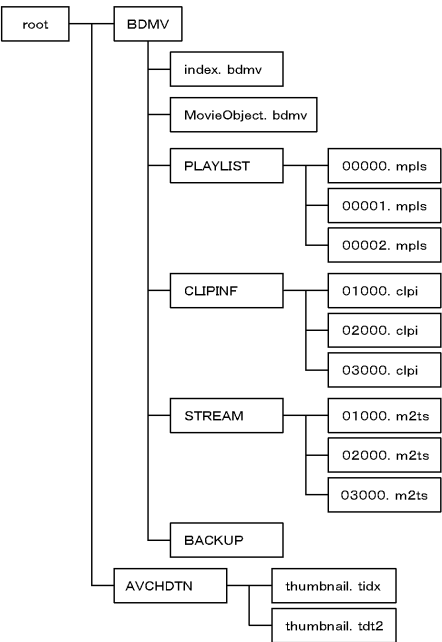 root
BDMV
index. bdmv
MovieObject. bdmv
PLAYLIST
00000. mpls
00001. mpls
00002. mpls
CLIPINF
01000. clpi
02000. clpi
03000. clpi
STREAM
01000. m2ts
02000. m2ts
03000. m2ts
BACKUP
AVCHDTN
thumbnail. tidx
thumbnail. tdt2